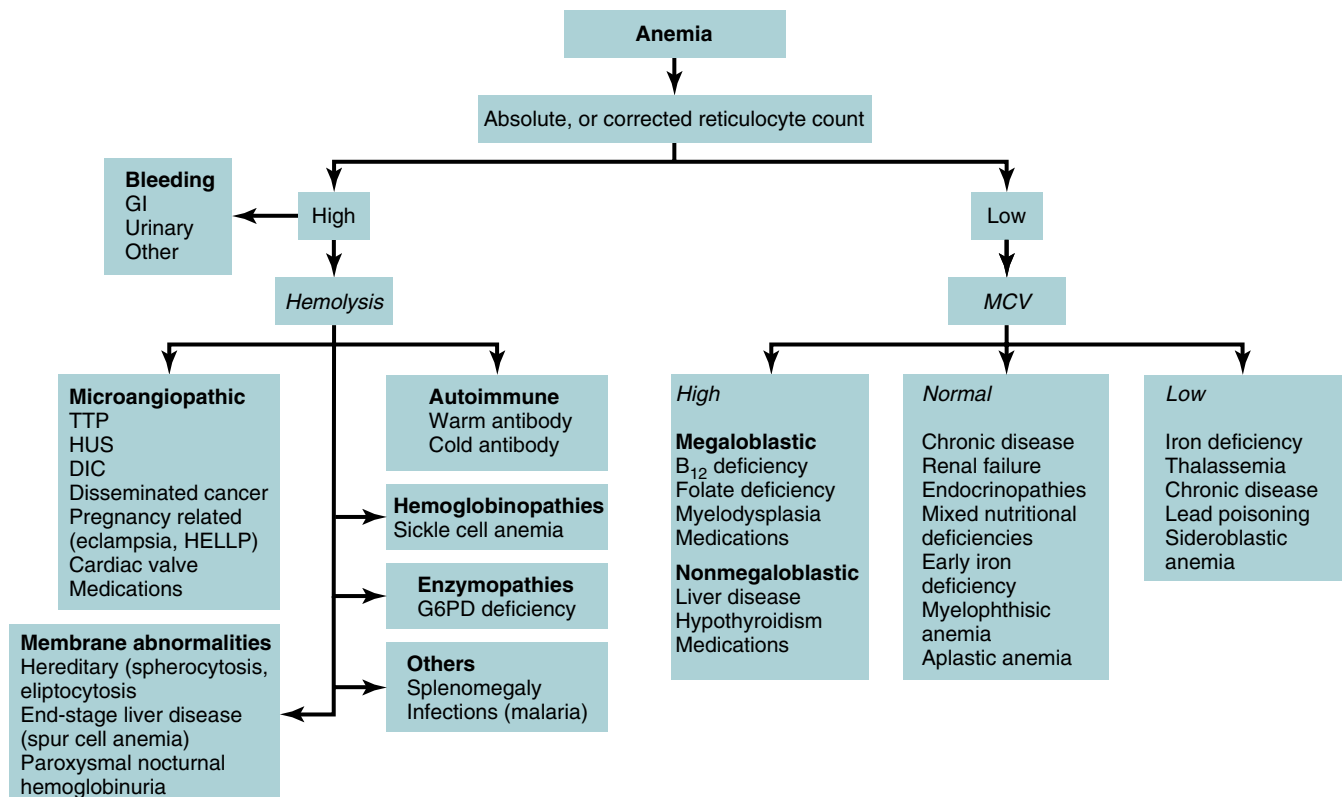 Anemia
Absolute, or corrected reticulocyte count
Bleeding
GI
Urinary
Other
High
Low
Hemolysis
MCV
Microangiopathic
TTP
HUS
DIC
Disseminated cancer
Pregnancy related
(eclampsia, HELLP)
Cardiac valve
Medications
Autoimmune
Warm antibody
Cold antibody
Hemoglobinopathies
Sickle cell anemia
Enzymopathies
G6PD deficiency
Others
Splenomegaly
Infections (malaria)
Membrane abnormalities
Hereditary (spherocytosis,
eliptocytosis
End-stage liver disease
(spur cell anemia)
Paroxysmal nocturnal
hemoglobinuria
High
Megaloblastic
B12 deficiency
Folate deficiency
Myelodysplasia
Medications
Nonmegaloblastic
Liver disease
Hypothyroidism
Medications
Normal
Chronic disease
Renal failure
Endocrinopathies
Mixed nutritional
deficiencies
Early iron
deficiency
Myelophthisic
anemia
Aplastic anemia
Low
Iron deficiency
Thalassemia
Chronic disease
Lead poisoning
Sideroblastic
anemia